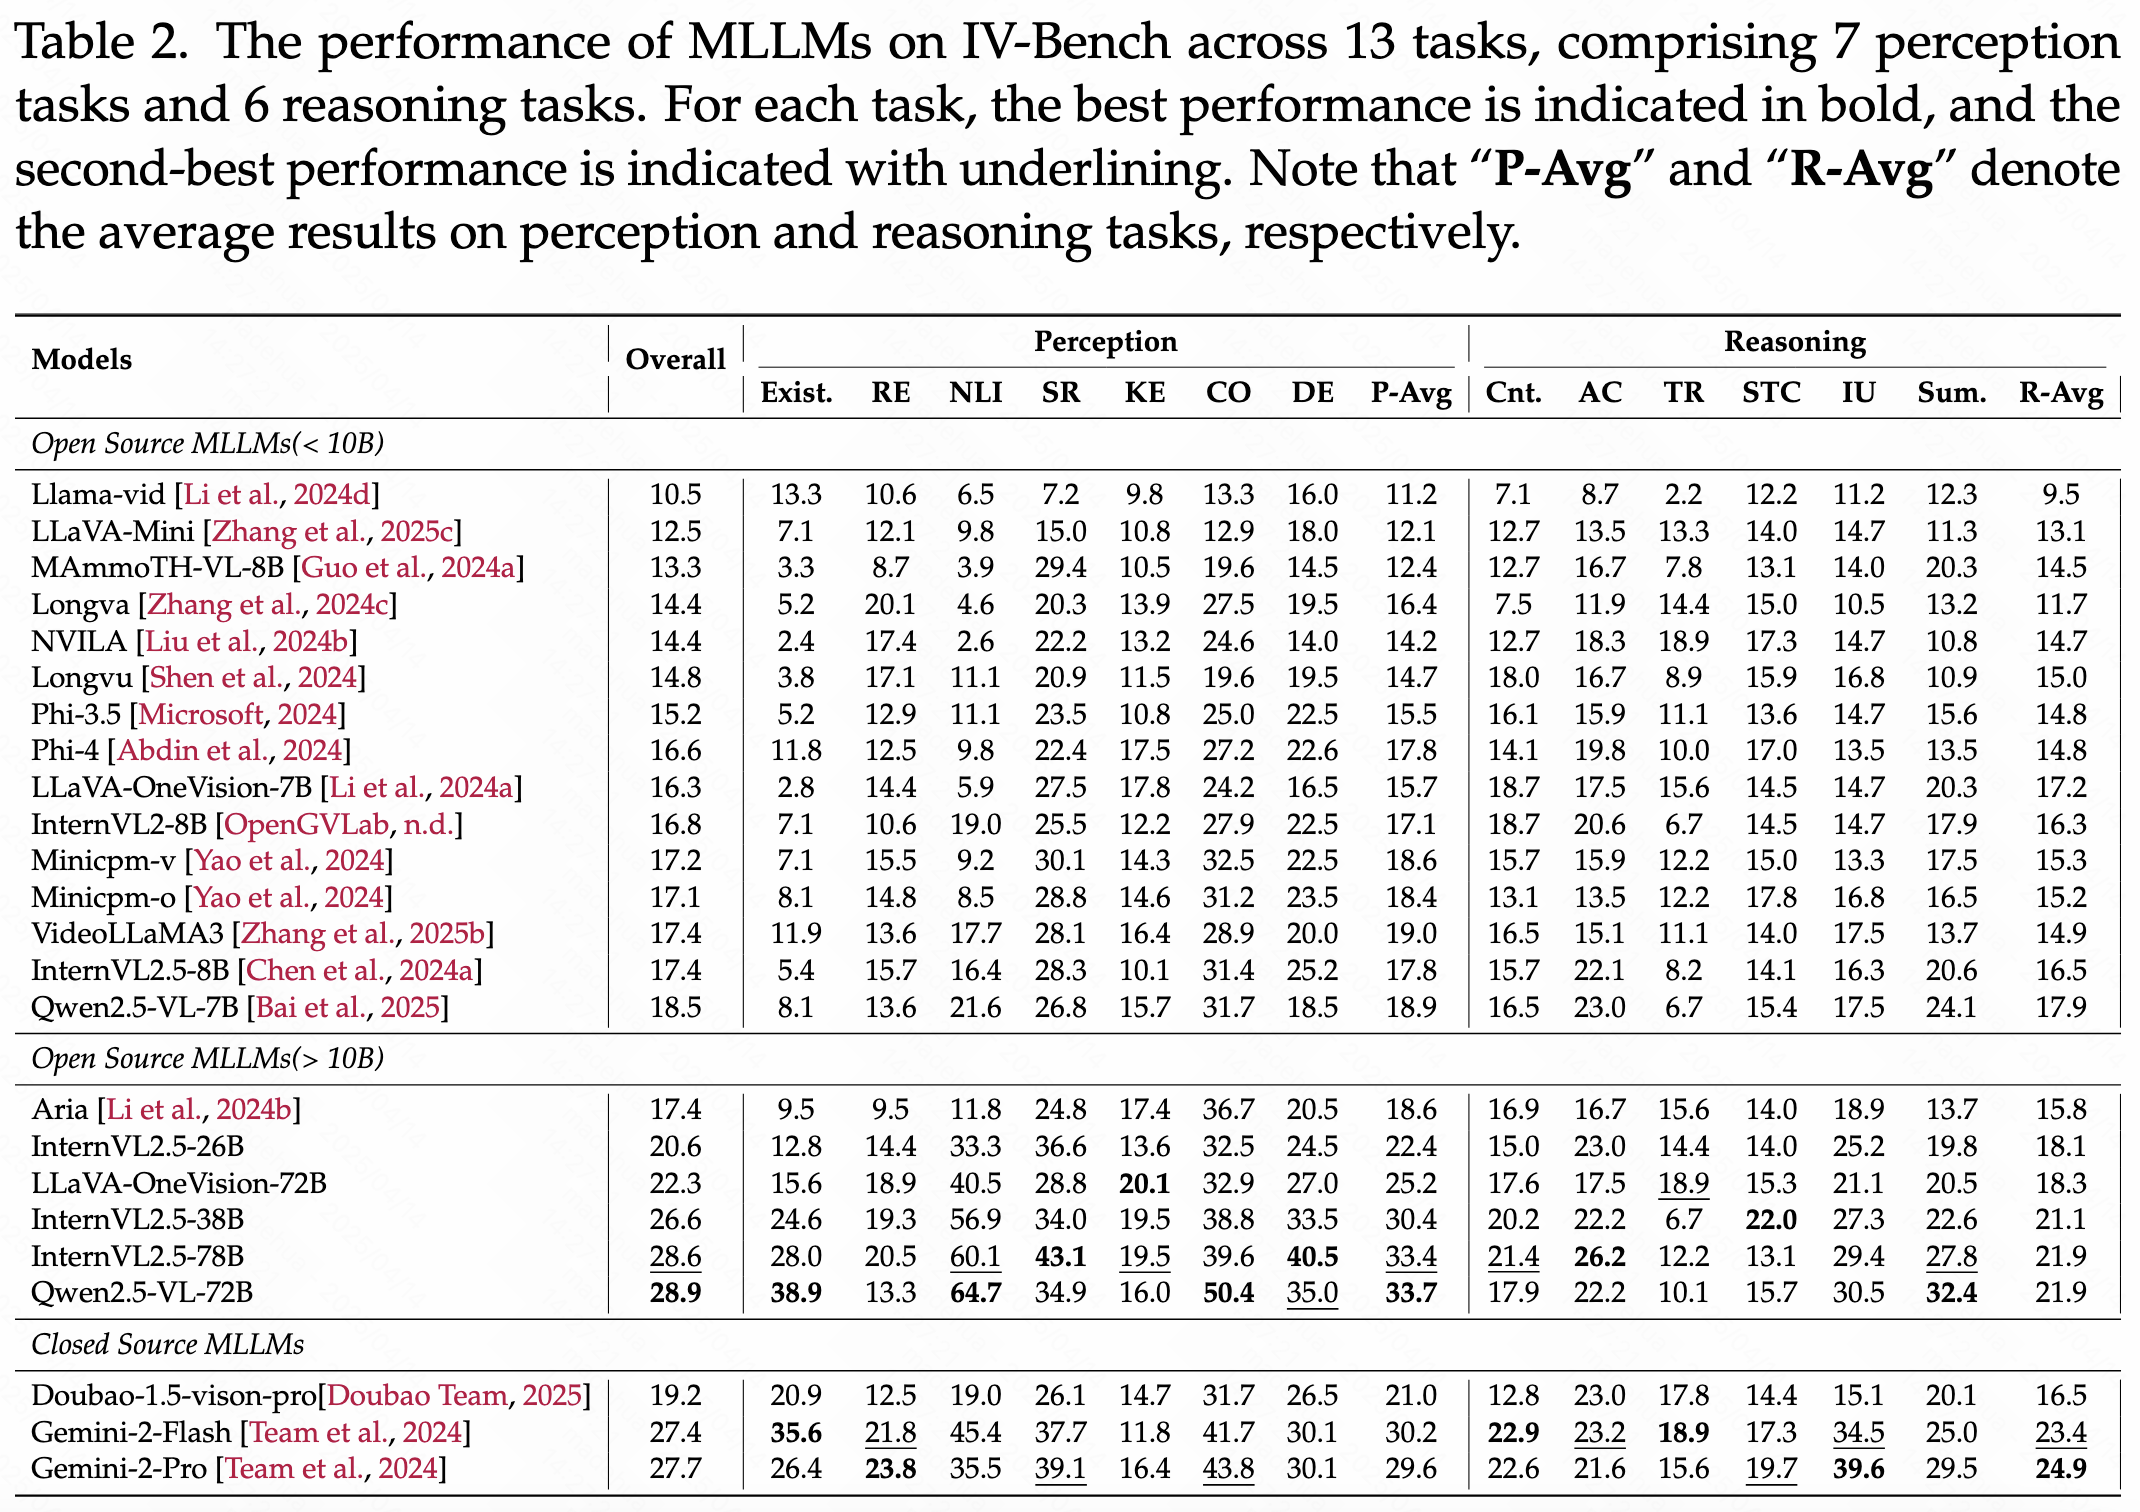 Table 2. The performance of MLLMs on IV-Bench across 13 tasks, comprising 7 perception
tasks and 6 reasoning tasks. For each task, the best performance is indicated in bold, and the
second-best performance is indicated with underlining. Note that “P-Avg” and “R-Avg” denote
the average results on perception and reasoning tasks, respectively.
Models Overall Perception Reasoning
Exist. RE NLI SR KE CO DE P-Avg Cnt. AC TR STC IU Sum. R-Avg
Open Source MLLMs(< 10B)
Llama-vid [Li et al., 2024d] 10.5 13.3 10.6 6.5 7.2 9.8 13.3 16.0 11.2 7.1 8.7 2.2 12.2 11.2 12.3 9.5
LLaVA-Mini [Zhang et al., 2025c] 12.5 7.1 12.1 9.8 15.0 10.8 12.9 18.0 12.1 12.7 13.5 13.3 14.0 14.7 11.3 13.1
MAmmoTH-VL-8B [Guo et al., 2024a] 13.3 3.3 8.7 3.9 29.4 10.5 19.6 14.5 12.4 12.7 16.7 7.8 13.1 14.0 20.3 14.5
Longva [Zhang et al., 2024c] 14.4 5.2 20.1 4.6 20.3 13.9 27.5 19.5 16.4 7.5 11.9 14.4 15.0 10.5 13.2 11.7
NVILA [Liu et al., 2024b] 14.4 2.4 17.4 2.6 22.2 13.2 24.6 14.0 14.2 12.7 18.3 18.9 17.3 14.7 10.8 14.7
Longvu [Shen et al., 2024] 14.8 3.8 17.1 11.1 20.9 11.5 19.6 19.5 14.7 18.0 16.7 8.9 15.9 16.8 10.9 15.0
Phi-3.5 [Microsoft, 2024] 15.2 5.2 12.9 11.1 23.5 10.8 25.0 22.5 15.5 16.1 15.9 11.1 13.6 14.7 15.6 14.8
Phi-4 [Abdin et al., 2024] 16.6 11.8 12.5 9.8 22.4 17.5 27.2 22.6 17.8 14.1 19.8 10.0 17.0 13.5 13.5 14.8
LLaVA-OneVision-7B [Li et al., 2024a] 16.3 2.8 14.4 5.9 27.5 17.8 24.2 16.5 15.7 18.7 17.5 15.6 14.5 14.7 20.3 17.2
InternVL2-8B [OpenGVLab, n.d.] 16.8 7.1 10.6 19.0 25.5 12.2 27.9 22.5 17.1 18.7 20.6 6.7 14.5 14.7 17.9 16.3
Minicpm-v [Yao et al., 2024] 17.2 7.1 15.5 9.2 30.1 14.3 32.5 22.5 18.6 15.7 15.9 12.2 15.0 13.3 17.5 15.3
Minicpm-o [Yao et al., 2024] 17.1 8.1 14.8 8.5 28.8 14.6 31.2 23.5 18.4 13.1 13.5 12.2 17.8 16.8 16.5 15.2
VideoLLaMA3 [Zhang et al., 2025b] 17.4 11.9 13.6 17.7 28.1 16.4 28.9 20.0 19.0 16.5 15.1 11.1 14.0 17.5 13.7 14.9
InternVL2.5-8B [Chen et al., 2024a] 17.4 5.4 15.7 16.4 28.3 10.1 31.4 25.2 17.8 15.7 22.1 8.2 14.1 16.3 20.6 16.5
Qwen2.5-VL-7B [Bai et al., 2025] 18.5 8.1 13.6 21.6 26.8 15.7 31.7 18.5 18.9 16.5 23.0 6.7 15.4 17.5 24.1 17.9
Open Source MLLMs(> 10B)
Aria [Li et al., 2024b] 17.4 9.5 9.5 11.8 24.8 17.4 36.7 20.5 18.6 16.9 16.7 15.6 14.0 18.9 13.7 15.8
InternVL2.5-26B 20.6 12.8 14.4 33.3 36.6 13.6 32.5 24.5 22.4 15.0 23.0 14.4 14.0 25.2 19.8 18.1
LLaVA-OneVision-72B 22.3 15.6 18.9 40.5 28.8 20.1 32.9 27.0 25.2 17.6 17.5 18.9 15.3 21.1 20.5 18.3
InternVL2.5-38B 26.6 24.6 19.3 56.9 34.0 19.5 38.8 33.5 30.4 20.2 22.2 6.7 22.0 27.3 22.6 21.1
InternVL2.5-78B 28.6 28.0 20.5 60.1 43.1 19.5 39.6 40.5 33.4 21.4 26.2 12.2 13.1 29.4 27.8 21.9
Qwen2.5-VL-72B 28.9 38.9 13.3 64.7 34.9 16.0 50.4 35.0 33.7 17.9 22.2 10.1 15.7 30.5 32.4 21.9
Closed Source MLLMs
Doubao-1.5-vison-pro[Doubao Team, 2025] 19.2 20.9 12.5 19.0 26.1 14.7 31.7 26.5 21.0 12.8 23.0 17.8 14.4 15.1 20.1 16.5
Gemini-2-Flash [Team et al., 2024] 27.4 35.6 21.8 45.4 37.7 11.8 41.7 30.1 30.2 22.9 23.2 18.9 17.3 34.5 25.0 23.4
Gemini-2-Pro [Team et al., 2024] 27.7 26.4 23.8 35.5 39.1 16.4 43.8 30.1 29.6 22.6 21.6 15.6 19.7 39.6 29.5 24.9